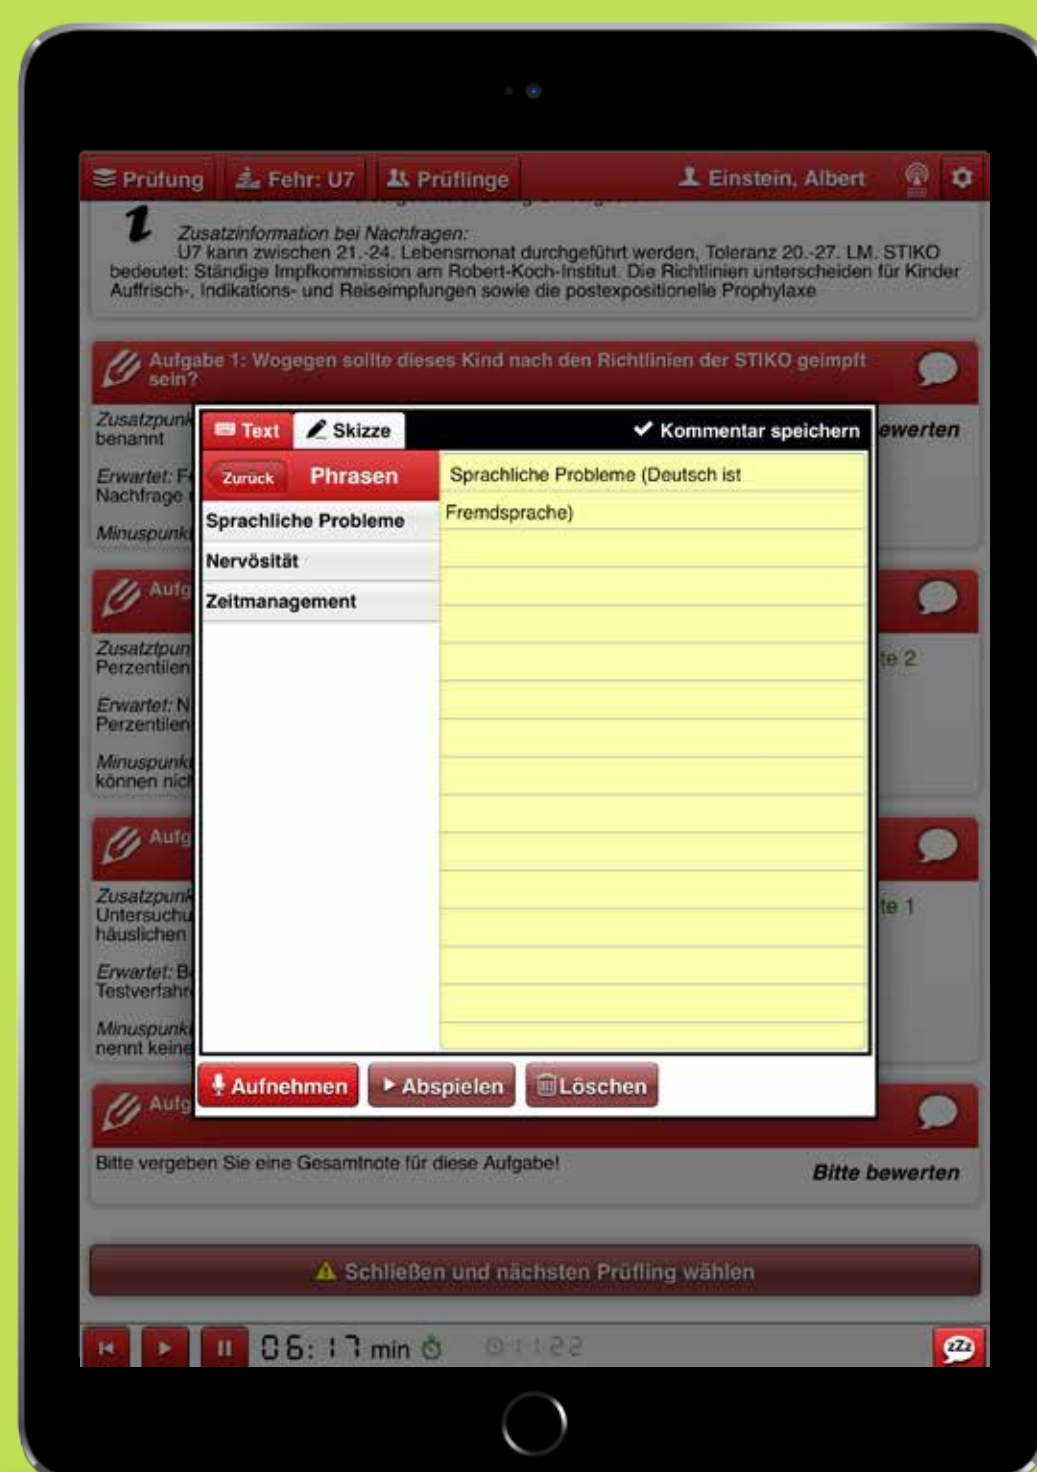 Prüfung
Fehr: U7
Prüflinge
Einstein, Albert
Zusatzinformation bei Nachfragen:
U7 kann zwischen 21.-24. Lebensmonat durchgeführt werden, Toleranz 20.-27. LM. STIKO
bedeutet: Ständige Impfkommission am Robert-Koch-Institut. Die Richtlinien unterscheiden für Kinder
Auffrisch-, Indikations- und Reiseimpfungen sowie die postexpositionelle Prophylaxe
Aufgabe 1: Wogegen sollte dieses Kind nach den Richtlinien der STIKO geimpft
sein?
Zusatzpunk
benannt
ewerten
Erwartet: F
Nachfrage
Minuspunk
Text
Skizze
Kommentar speichern
Zurück
Phrasen
Sprachliche Probleme
Nervösität
Zeitmanagement
Sprachliche Probleme (Deutsch ist
Fremdsprache)
Aufg
Zusatztpun
Perzentilen
te 2
Erwartet: N
Perzentilen
Minuspunk
können nich
Aufg
Zusatzpunk
Untersuchu
häuslichen
te 1
Erwartet: B
Testverfahr
Minuspunk
nennt keine
Aufnehmen
Abspielen
Löschen
Aufg
Bitte vergeben Sie eine Gesamtnote für diese Aufgabe!
Bitte bewerten
Schließen und nächsten Prüfling wählen
06:17 min
01122
zZz